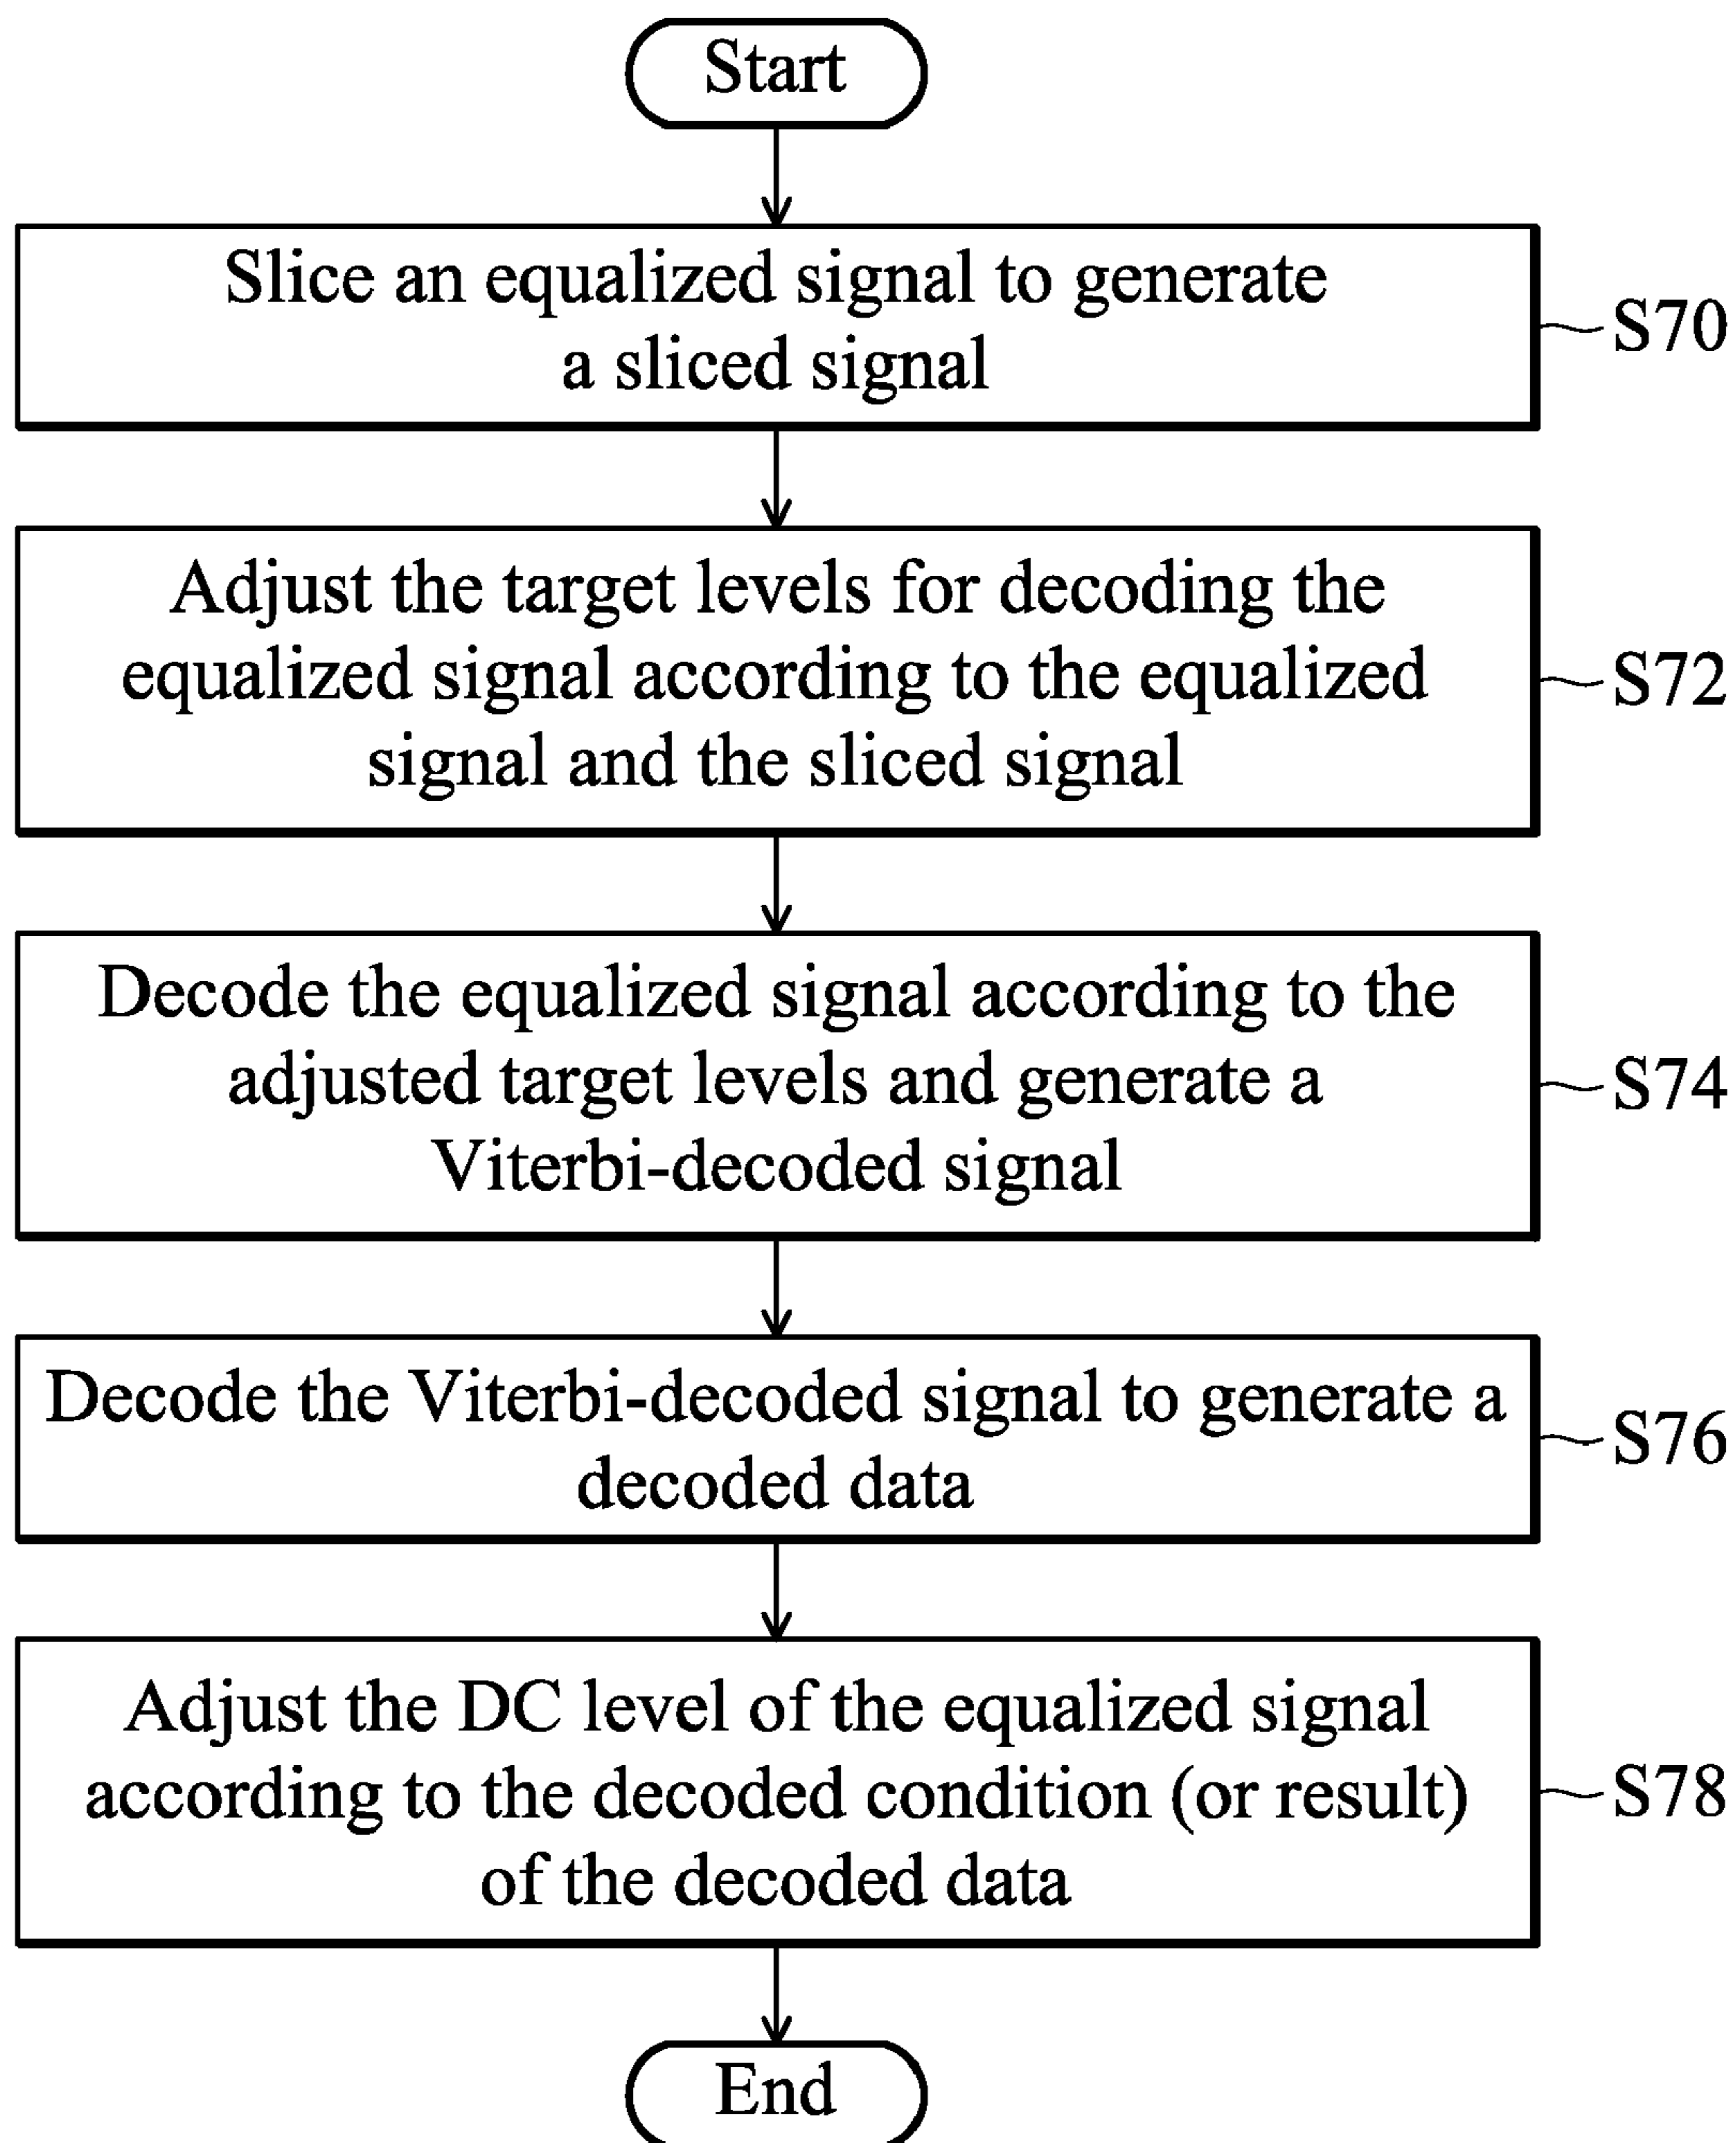 Start
Slice an equalized signal to generate
a sliced signal
S70
Adjust the target levels for decoding the
equalized signal according to the equalized
signal and the sliced signal
S72
Decode the equalized signal according to the
adjusted target levels and generate a
Viterbi-decoded signal
S74
Decode the Viterbi-decoded signal to generate a
decoded data
S76
Adjust the DC level of the equalized signal
according to the decoded condition (or result)
of the decoded data
S78
End